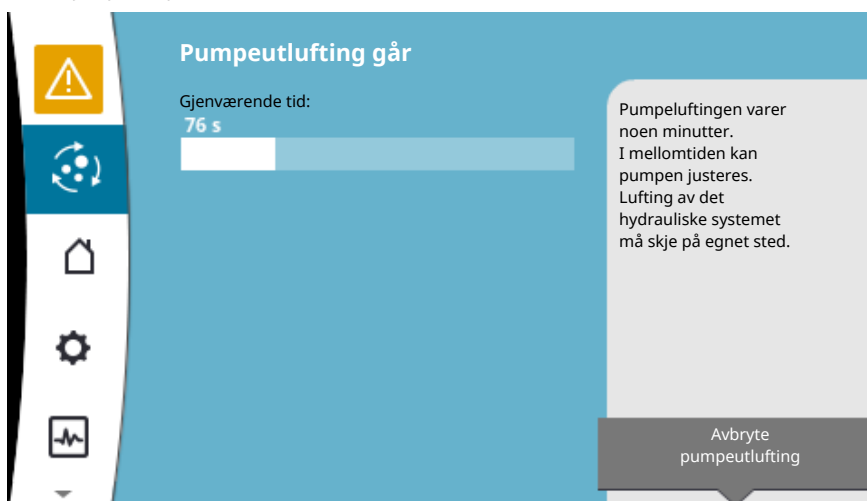 Pumpeutlufting går
Gjenværende tid:
76 s
Pumpeluftingen varer
noen minutter.
I mellomtiden kan
pumpen justeres.
Lufting av det
hydrauliske systemet
må skje på egnet sted.
Avbryte
pumpeutlufting